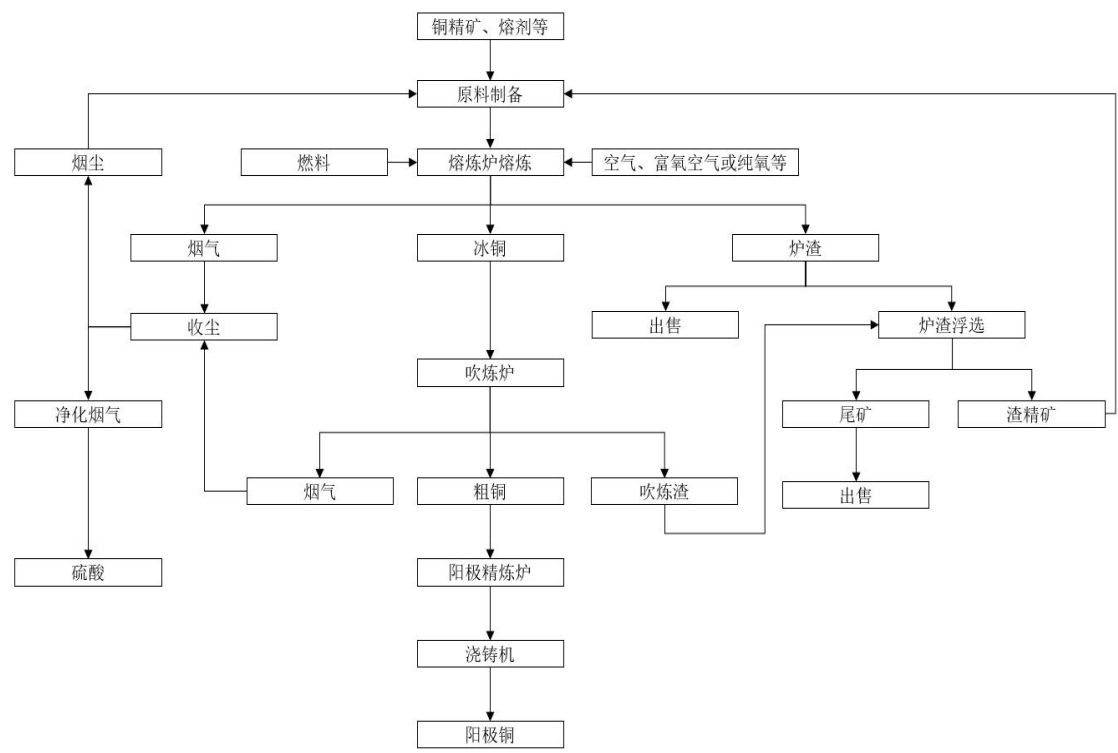 铜精矿、熔剂等
原料制备
烟尘
燃料
熔炼炉熔炼
空气、富氧空气或纯氧等
烟气
冰铜
炉渣
收尘
出售
炉渣浮选
吹炼炉
净化烟气
尾矿
渣精矿
烟气
粗铜
吹炼渣
出售
硫酸
阳极精炼炉
浇铸机
阳极铜